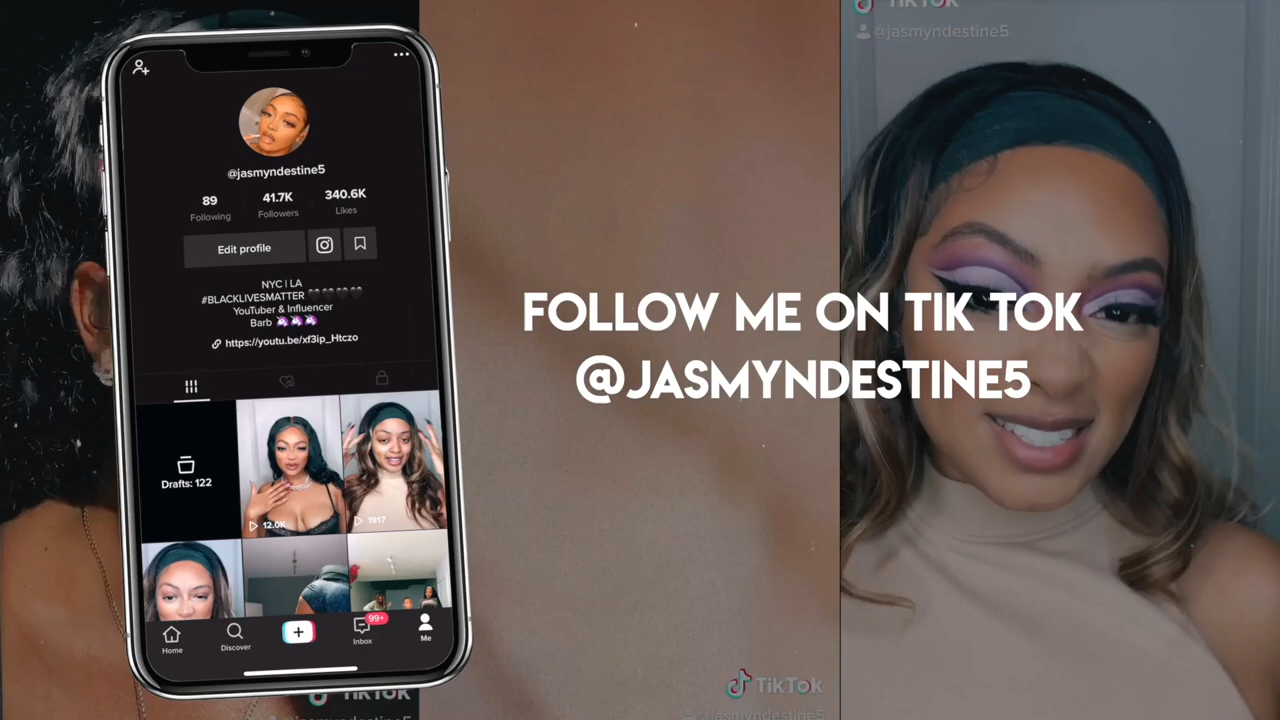 @jasmyndestine5
89
Following
41.7K
Followers
340.6K
Likes
Edit profile
NYC | LA
#BLACKLIVESMATTER
YouTuber & Influencer
Barb
https://youtu.be/xf3ip_Htczo
Drafts: 122
12.0K
1917
Home
Discover
99+
Inbox
Me
FOLLOW ME ON TIK TOK
@JASMYNDESTINE5
TikTok
@jasmyndestine5
TikTok
@jasmyndestine5
TikTok
@jasmyndestine5